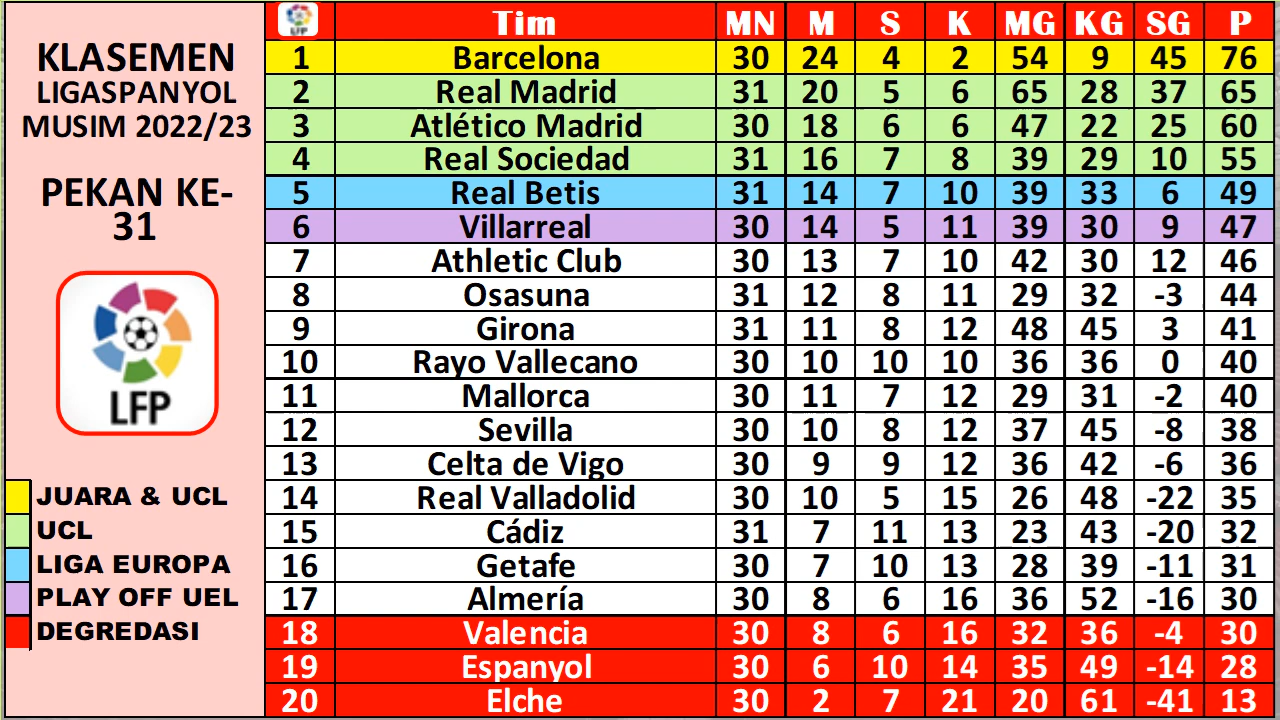 KLASEMEN
LIGASPANYOL
MUSIM 2022/23
PEKAN KE-
31
LFP
JUARA & UCL
UCL
LIGA EUROPA
PLAY OFF UEL
DEGREDASI
LFP Tim MN M S K MG KG SG P
1 Barcelona 30 24 4 2 54 9 45 76
2 Real Madrid 31 20 5 6 65 28 37 65
3 Atlético Madrid 30 18 6 6 47 22 25 60
4 Real Sociedad 31 16 7 8 39 29 10 55
5 Real Betis 31 14 7 10 39 33 6 49
6 Villarreal 30 14 5 11 39 30 9 47
7 Athletic Club 30 13 7 10 42 30 12 46
8 Osasuna 31 12 8 11 29 32 -3 44
9 Girona 31 11 8 12 48 45 3 41
10 Rayo Vallecano 30 10 10 10 36 36 0 40
11 Mallorca 30 11 7 12 29 31 -2 40
12 Sevilla 30 10 8 12 37 45 -8 38
13 Celta de Vigo 30 9 9 12 36 42 -6 36
14 Real Valladolid 30 10 5 15 26 48 -22 35
15 Cádiz 31 7 11 13 23 43 -20 32
16 Getafe 30 7 10 13 28 39 -11 31
17 Almería 30 8 6 16 36 52 -16 30
18 Valencia 30 8 6 16 32 36 -4 30
19 Espanyol 30 6 10 14 35 49 -14 28
20 Elche 30 2 7 21 20 61 -41 13